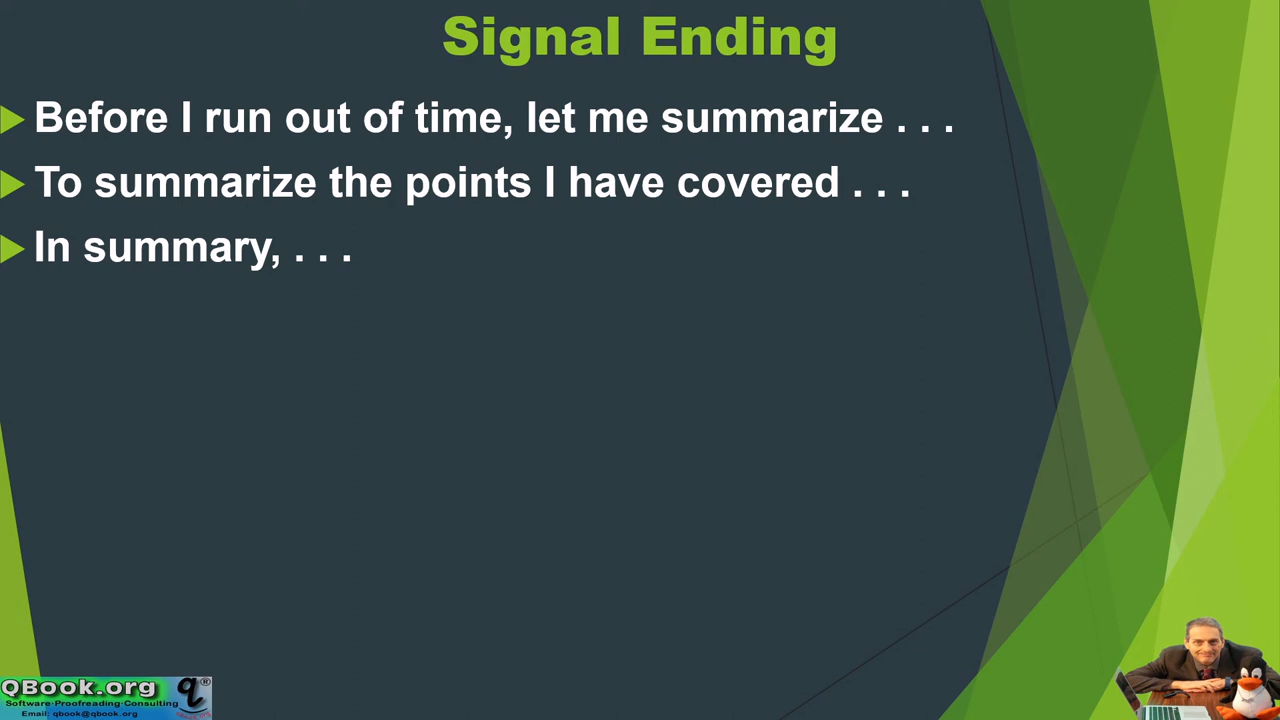 Signal Ending
Before I run out of time, let me summarize . . .
To summarize the points I have covered . . .
In summary, . . .
QBook.org
q®
Software·Proofreading·Consulting
Email: qbook@qbook.org